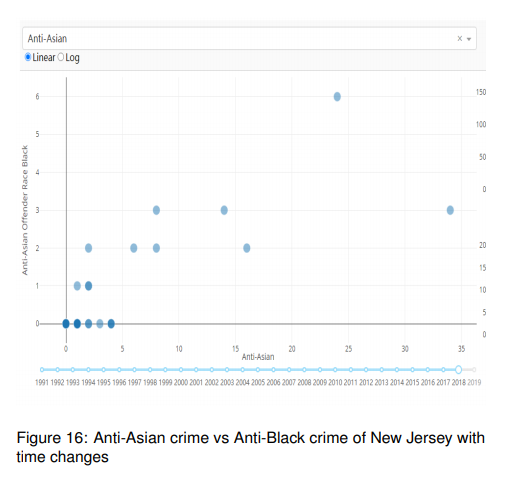 Anti-Asian × ▾
Linear Log
6
5
4
3
2
1
0
Anti-Asian Offender Race Black
150
100
50
0
20
15
10
5
0
0 5 10 15 20 25 30 35
Anti-Asian
1991 1992 1993 1994 1995 1996 1997 1998 1999 2000 2001 2002 2003 2004 2005 2006 2007 2008 2009 2010 2011 2012 2013 2014 2015 2016 2017 2018 2019
Figure 16: Anti-Asian crime vs Anti-Black crime of New Jersey with
time changes